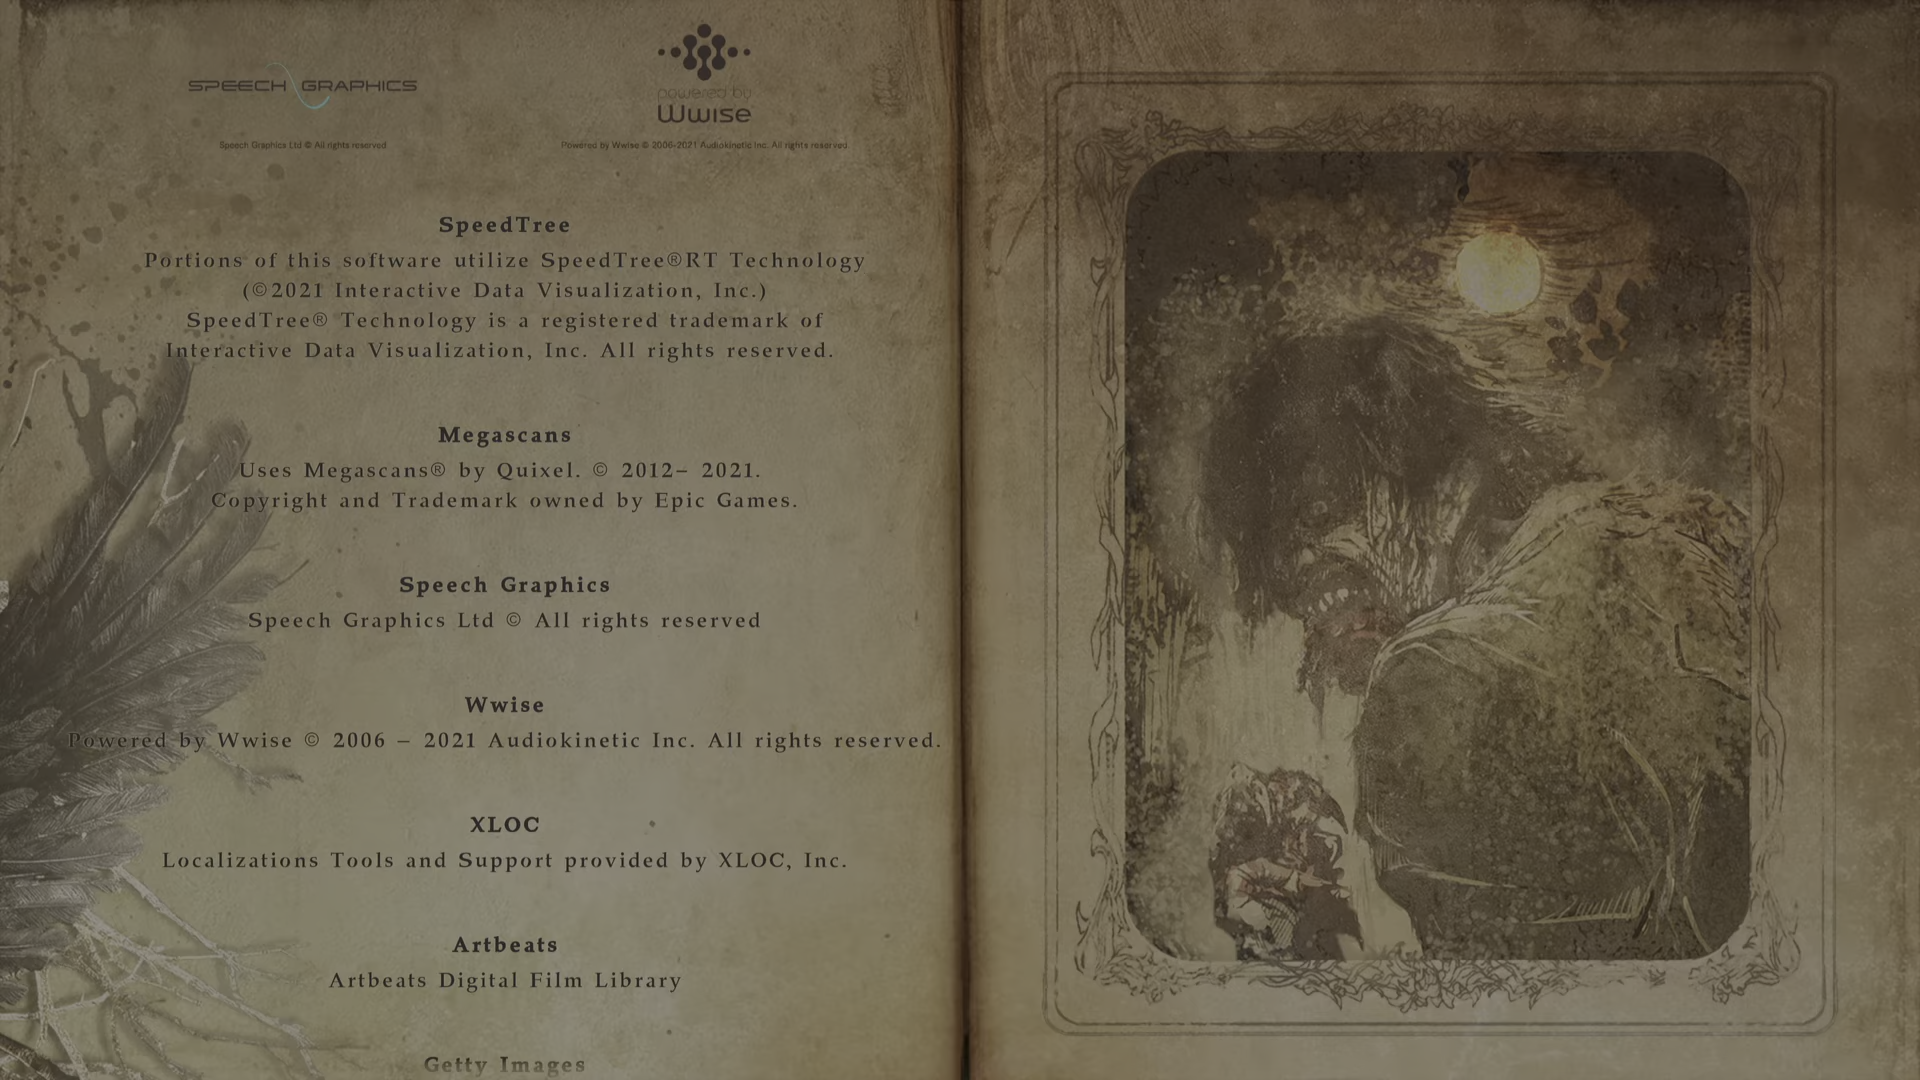 SPEECH GRAPHICS
Speech Graphics Ltd © All rights reserved
powered by
Wwise
Powered by Wwise © 2006-2021 Audiokinetic Inc. All rights reserved.
SpeedTree
Portions of this software utilize SpeedTree®RT Technology
(©2021 Interactive Data Visualization, Inc.)
SpeedTree® Technology is a registered trademark of
Interactive Data Visualization, Inc. All rights reserved.
Megascans
Uses Megascans® by Quixel. © 2012– 2021.
Copyright and Trademark owned by Epic Games.
Speech Graphics
Speech Graphics Ltd © All rights reserved
Wwise
Powered by Wwise © 2006 – 2021 Audiokinetic Inc. All rights reserved.
XLOC
Localizations Tools and Support provided by XLOC, Inc.
Artbeats
Artbeats Digital Film Library
Getty Images